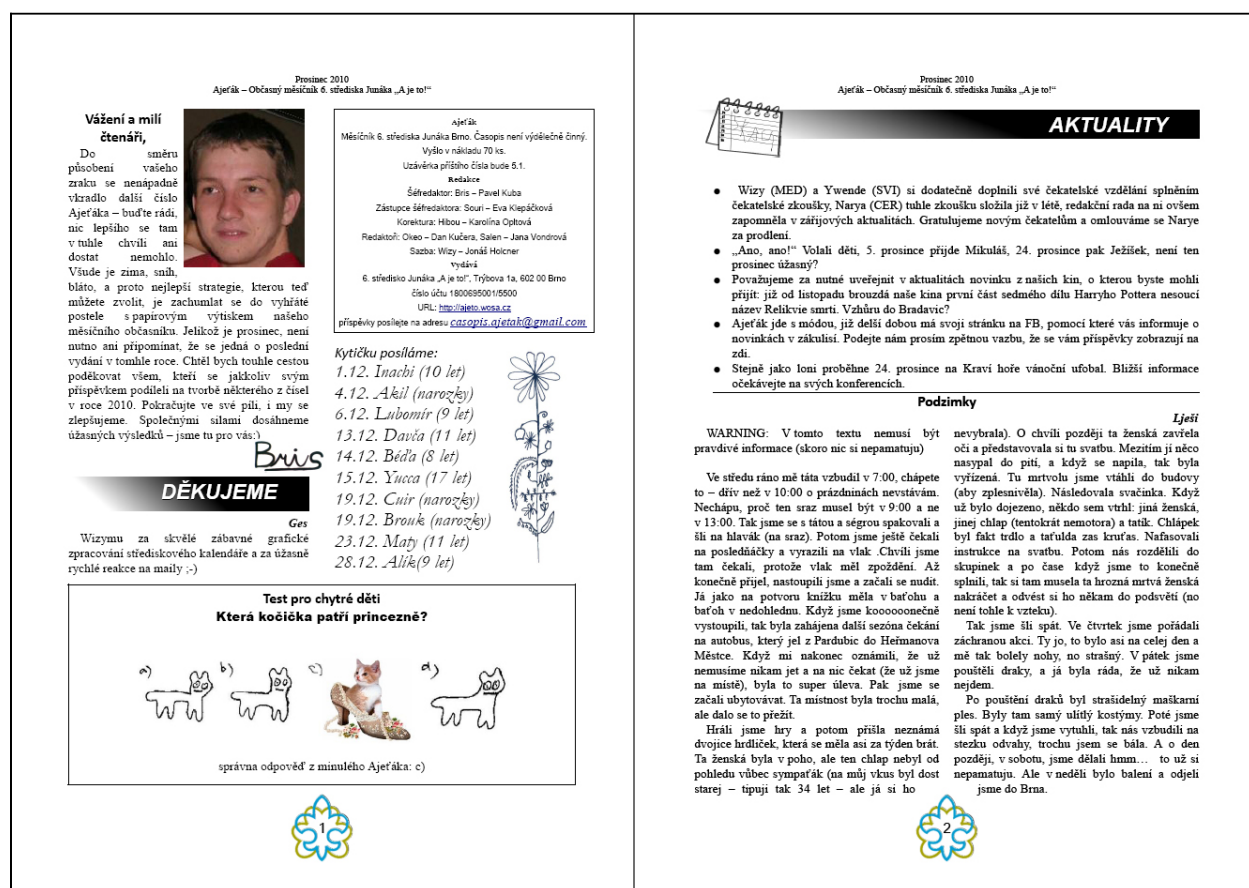 Prosinec 2010
Ajeťák – Občasný měsíčník 6. střediska Junáka „A je to!“
Vážení a milí
čtenáři,
Do směru
působení vašeho
zraku se nenápadně
vkradlo další číslo
Ajeťáka – buďte rádi,
nic lepšího se tam
v tuhle chvíli ani
dostat nemohlo.
Všude je zima, sníh,
bláto, a proto nejlepší strategie, kterou teď
můžete zvolit, je zachumlat se do vyhřáté
postele s papírovým výtiskem našeho
měsíčního občasníku. Jelikož je prosinec, není
nutno ani připomínat, že se jedná o poslední
vydání v tomhle roce. Chtěl bych touhle cestou
poděkovat všem, kteří se jakkoliv svým
příspěvkem podíleli na tvorbě některého z čísel
v roce 2010. Pokračujte ve své píli, i my se
zlepšujeme. Společnými silami dosáhneme
úžasných výsledků – jsme tu pro vás:)
Bris
DĚKUJEME
Ges
Wizymu za skvělé zábavné grafické
zpracování střediskového kalendáře a za úžasně
rychlé reakce na maily ;-)
Ajeťák
Měsíčník 6. střediska Junáka Brno. Časopis není výdělečně činný.
Vyšlo v nákladu 70 ks.
Uzávěrka příštího čísla bude 5.1.
Redakce
Šéfredaktor: Bris – Pavel Kuba
Zástupce šéfredaktora: Souri – Eva Klepáčková
Korektura: Hibou – Karolína Opltová
Redaktoři: Okeo – Dan Kučera, Salen – Jana Vondrová
Sazba: Wizy – Jonáš Holcner
Vydává
6. středisko Junáka „A je to!“, Trýbova 1a, 602 00 Brno
číslo účtu 1800695001/5500
URL: http://ajeto.wosa.cz
příspěvky posílejte na adresu casopis.ajetak@gmail.com
Kytičku posíláme:
1.12. Inachi (10 let)
4.12. Akil (narozky)
6.12. Lubomír (9 let)
13.12. Davča (11 let)
14.12. Béďa (8 let)
15.12. Yucca (17 let)
19.12. Cuir (narozky)
19.12. Brouk (narozky)
23.12. Maty (11 let)
28.12. Alík(9 let)
Test pro chytré děti
Která kočička patří princezně?
a) b) c) d)
správna odpověď z minulého Ajeťáka: c)
1
Prosinec 2010
Ajeťák – Občasný měsíčník 6. střediska Junáka „A je to!“
AKTUALITY
● Wizy (MED) a Ywende (SVI) si dodatečně doplnili své čekatelské vzdělání splněním
čekatelské zkoušky, Narya (CER) tuhle zkoušku složila již v létě, redakční rada na ni ovšem
zapomněla v zářijových aktualitách. Gratulujeme novým čekatelům a omlouváme se Narye
za prodlení.
● „Ano, ano!“ Volali děti, 5. prosince přijde Mikuláš, 24. prosince pak Ježíšek, není ten
prosinec úžasný?
● Považujeme za nutné uveřejnit v aktualitách novinku z našich kin, o kterou byste mohli
přijít: již od listopadu brouzdá naše kina první část sedmého dílu Harryho Pottera nesoucí
název Relikvie smrti. Vzhůru do Bradavic?
● Ajeťák jde s módou, již delší dobou má svoji stránku na FB, pomocí které vás informuje o
novinkách v zákulisí. Podejte nám prosím zpětnou vazbu, že se vám příspěvky zobrazují na
zdi.
● Stejně jako loni proběhne 24. prosince na Kraví hoře vánoční ufobal. Bližší informace
očekávejte na svých konferencích.
Podzimky
Lješí
WARNING: V tomto textu nemusí být
pravdivé informace (skoro nic si nepamatuju)
Ve středu ráno mě táta vzbudil v 7:00, chápete
to – dřív než v 10:00 o prázdninách nevstávám.
Nechápu, proč ten sraz musel být v 9:00 a ne
v 13:00. Tak jsme se s tátou a ségrou spakovali a
šli na hlavák (na sraz). Potom jsme ještě čekali
na posledňáčky a vyrazili na vlak .Chvíli jsme
tam čekali, protože vlak měl zpoždění. Až
konečně přijel, nastoupili jsme a začali se nudit.
Já jako na potvoru knížku měla v baťohu a
baťoh v nedohlednu. Když jsme kooooonečně
vystoupili, tak byla zahájena další sezóna čekání
na autobus, který jel z Pardubic do Heřmanova
Městce. Když mi nakonec oznámili, že už
nemusíme nikam jet a na nic čekat (že už jsme
na místě), byla to super úleva. Pak jsme se
začali ubytovávat. Ta místnost byla trochu malá,
ale dalo se to přežít.
Hráli jsme hry a potom přišla neznámá
dvojice hrdliček, která se měla asi za týden brát.
Ta ženská byla v poho, ale ten chlap nebyl od
pohledu vůbec sympaťák (na můj vkus byl dost
starej – tipuji tak 34 let – ale já si ho
nevybrala). O chvíli později ta ženská zavřela
oči a představovala si tu svatbu. Mezitím jí něco
nasypal do pití, a když se napila, tak byla
vyřízená. Tu mrtvolu jsme vtáhli do budovy
(aby zplesnivěla). Následovala svačinka. Když
už bylo dojezeno, někdo sem vtrhl: jiná ženská,
jinej chlap (tentokrát nemotora) a tatík. Chlápek
byl fakt trdlo a taťulda zas kruťas. Nafasovali
instrukce na svatbu. Potom nás rozdělili do
skupinek a po čase když jsme to konečně
splnili, tak si tam musela ta hrozná mrtvá ženská
nakráčet a odvést si ho někam do podsvětí (no
není tohle k vzteku).
Tak jsme šli spát. Ve čtvrtek jsme pořádali
záchranou akci. Ty jo, to bylo asi na celej den a
mě tak bolely nohy, no strašný. V pátek jsme
pouštěli draky, a já byla ráda, že už nikam
nejdem.
Po pouštění draků byl strašidelný maškarní
ples. Byly tam samý ulítlý kostýmy. Poté jsme
šli spát a když jsme vytuhli, tak nás vzbudili na
stezku odvahy, trochu jsem se bála. A o den
později, v sobotu, jsme dělali hmm… to už si
nepamatuju. Ale v neděli bylo balení a odjeli
jsme do Brna.
2